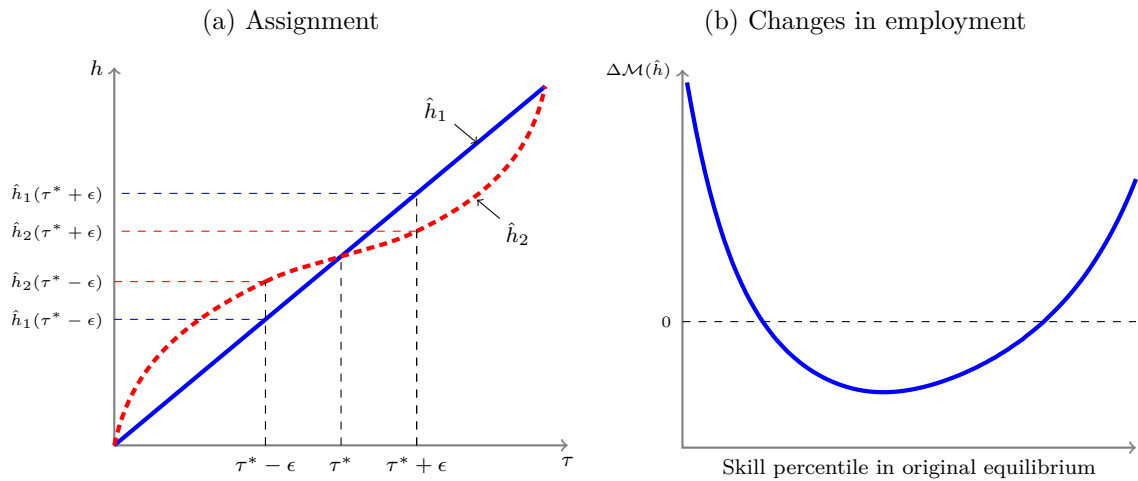 (a) Assignment
h
ĥ₁
ĥ₁(τ* + ϵ)
ĥ₂(τ* + ϵ)
ĥ₂
ĥ₂(τ* − ϵ)
ĥ₁(τ* − ϵ)
τ* − ϵ
τ*
τ* + ϵ
τ
(b) Changes in employment
Δℳ(ĥ)
0
Skill percentile in original equilibrium